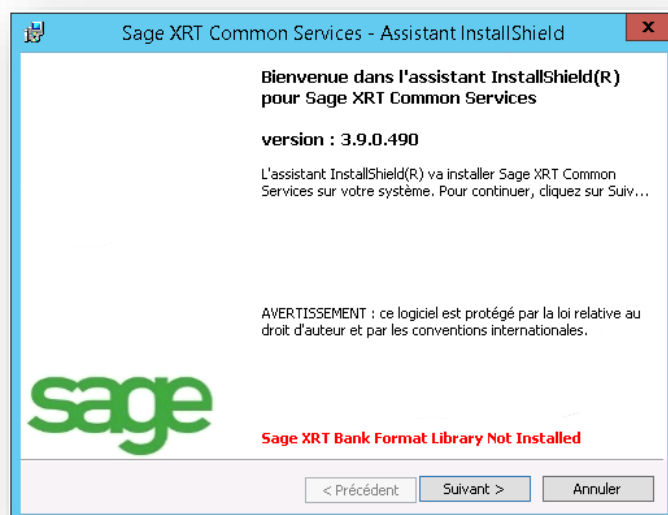 Sage XRT Common Services - Assistant InstallShield
x
Bienvenue dans l'assistant InstallShield(R)
pour Sage XRT Common Services
version : 3.9.0.490
L'assistant InstallShield(R) va installer Sage XRT Common
Services sur votre système. Pour continuer, cliquez sur Suiv...
AVERTISSEMENT : ce logiciel est protégé par la loi relative au
droit d'auteur et par les conventions internationales.
sage
Sage XRT Bank Format Library Not Installed
< Précédent
Suivant >
Annuler